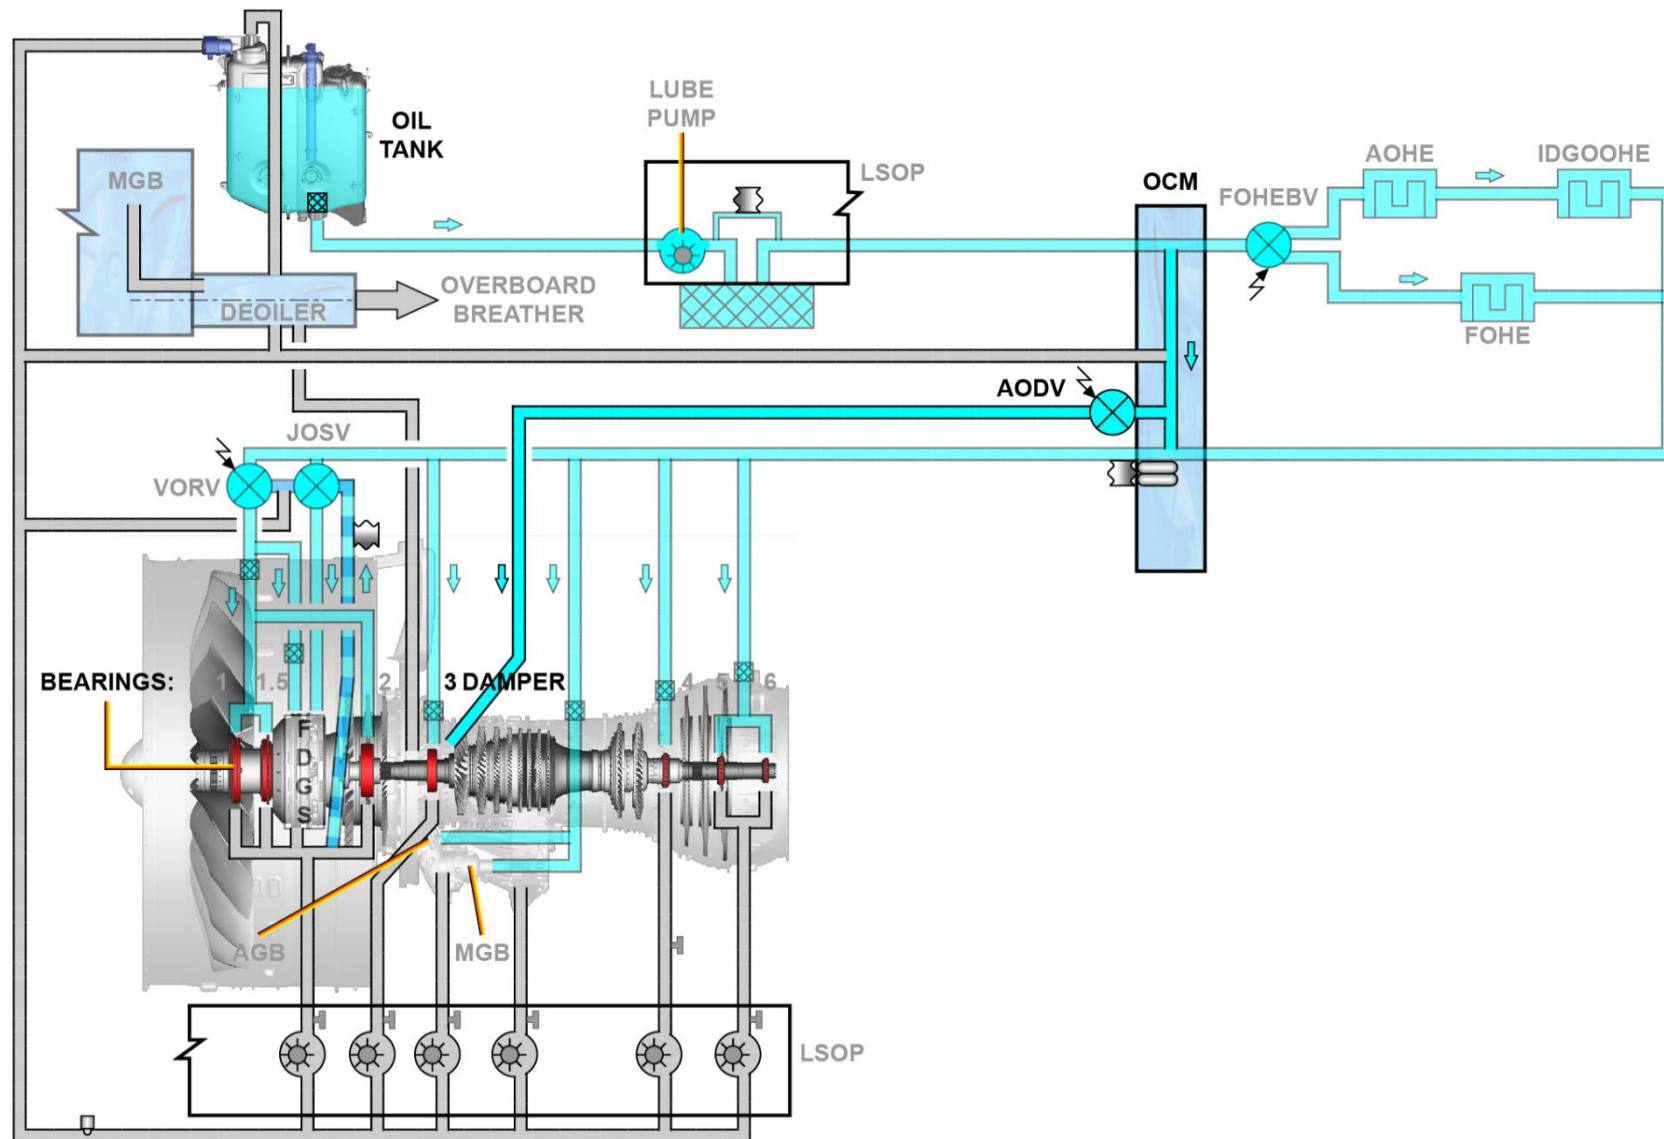 LUBE
PUMP
OIL
TANK
MGB
LSOP
OCM
FOHEBV
AOHE
IDGOOHE
OVERBOARD
BREATHER
DEOILER
FOHE
AODV
JOSV
VORV
BEARINGS: 1 1.5 2 3 DAMPER 4 5 6
F
D
G
S
AGB
MGB
LSOP